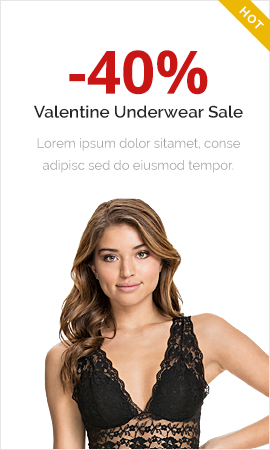 HOT
-40%
Valentine Underwear Sale
Lorem ipsum dolor sitamet, conse
adipisc sed do eiusmod tempor.